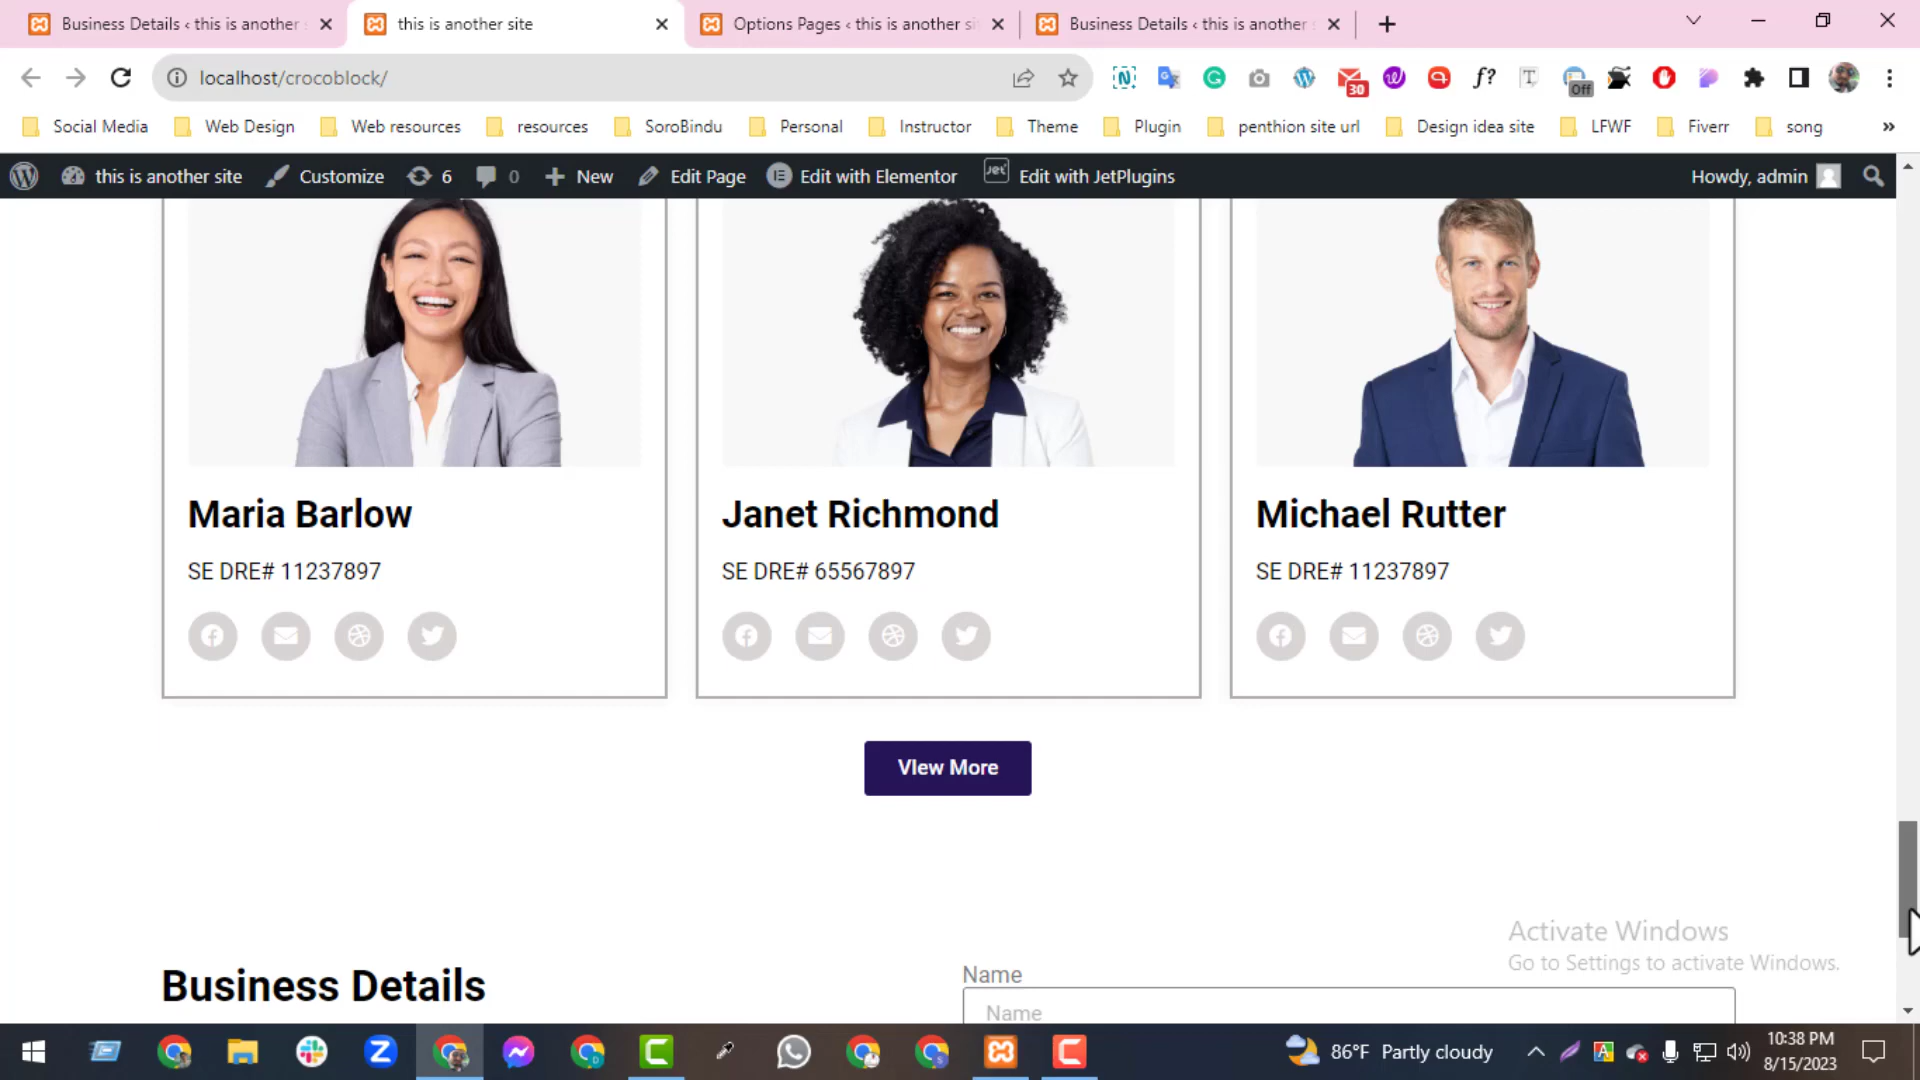 Business Details ‹ this is another
this is another site
Options Pages ‹ this is another si
Business Details ‹ this is another
localhost/crocoblock/
30
Off
Social Media
Web Design
Web resources
resources
SoroBindu
Personal
Instructor
Theme
Plugin
penthion site url
Design idea site
LFWF
Fiverr
song
»
this is another site
Customize
6
0
New
Edit Page
Edit with Elementor
Jet
Edit with JetPlugins
Howdy, admin
Maria Barlow
SE DRE# 11237897
Janet Richmond
SE DRE# 65567897
Michael Rutter
SE DRE# 11237897
VIew More
Business Details
Name
Name
Activate Windows
Go to Settings to activate Windows.
86°F Partly cloudy
10:38 PM
8/15/2023